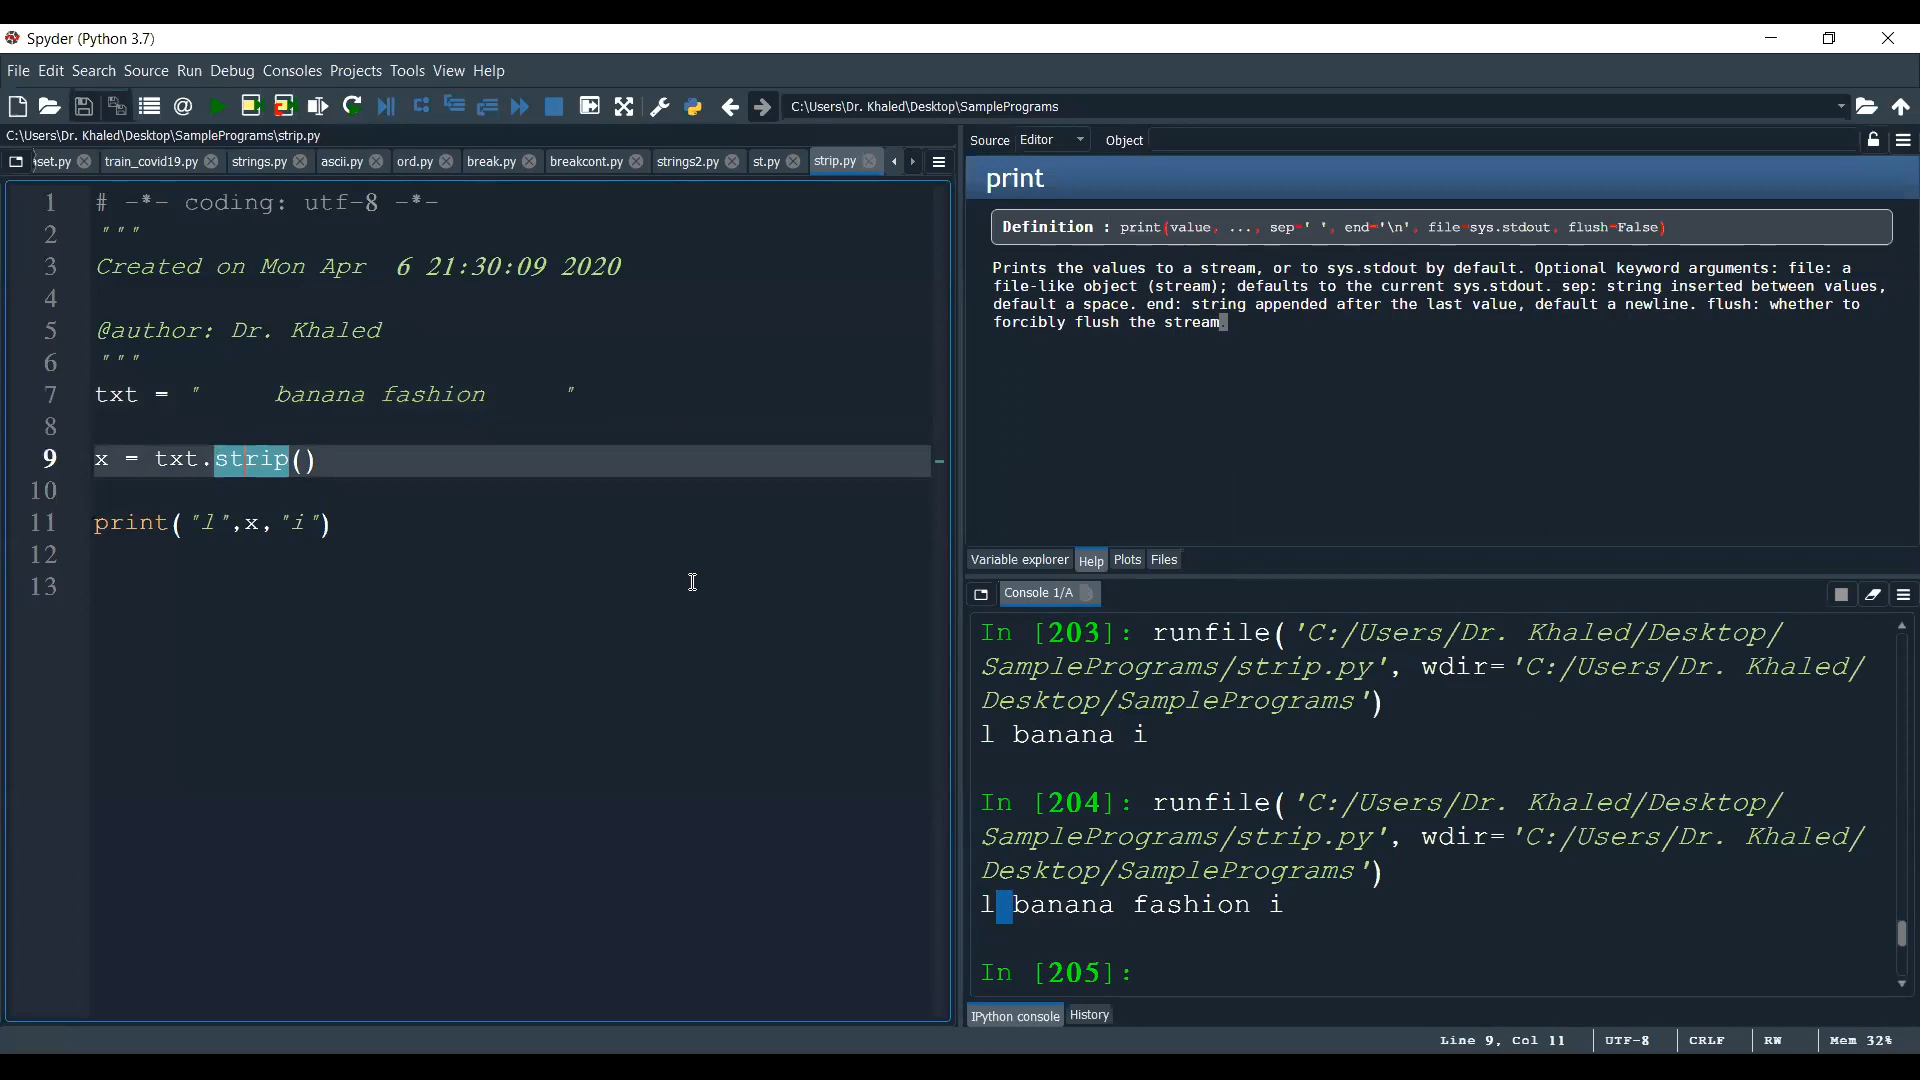 Spyder (Python 3.7)
File Edit Search Source Run Debug Consoles Projects Tools View Help
C:\Users\Dr. Khaled\Desktop\SamplePrograms
C:\Users\Dr. Khaled\Desktop\SamplePrograms\strip.py
set.py train_covid19.py strings.py ascii.py ord.py break.py breakcont.py strings2.py st.py strip.py
1 # -*- coding: utf-8 -*-
2 """
3 Created on Mon Apr  6 21:30:09 2020
4
5 @author: Dr. Khaled
6 """
7 txt = "     banana fashion     "
8
9 x = txt.strip()
10
11 print("l",x,"i")
12
13
Source Editor Object
print
Definition : print(value, ..., sep=' ', end='\n', file=sys.stdout, flush=False)
Prints the values to a stream, or to sys.stdout by default. Optional keyword arguments: file: a
file-like object (stream); defaults to the current sys.stdout. sep: string inserted between values,
default a space. end: string appended after the last value, default a newline. flush: whether to
forcibly flush the stream.
Variable explorer Help Plots Files
Console 1/A
In [203]: runfile('C:/Users/Dr. Khaled/Desktop/
SamplePrograms/strip.py', wdir='C:/Users/Dr. Khaled/
Desktop/SamplePrograms')
l banana i
In [204]: runfile('C:/Users/Dr. Khaled/Desktop/
SamplePrograms/strip.py', wdir='C:/Users/Dr. Khaled/
Desktop/SamplePrograms')
l banana fashion i
In [205]:
IPython console History
Line 9, Col 11 UTF-8 CRLF RW Mem 32%